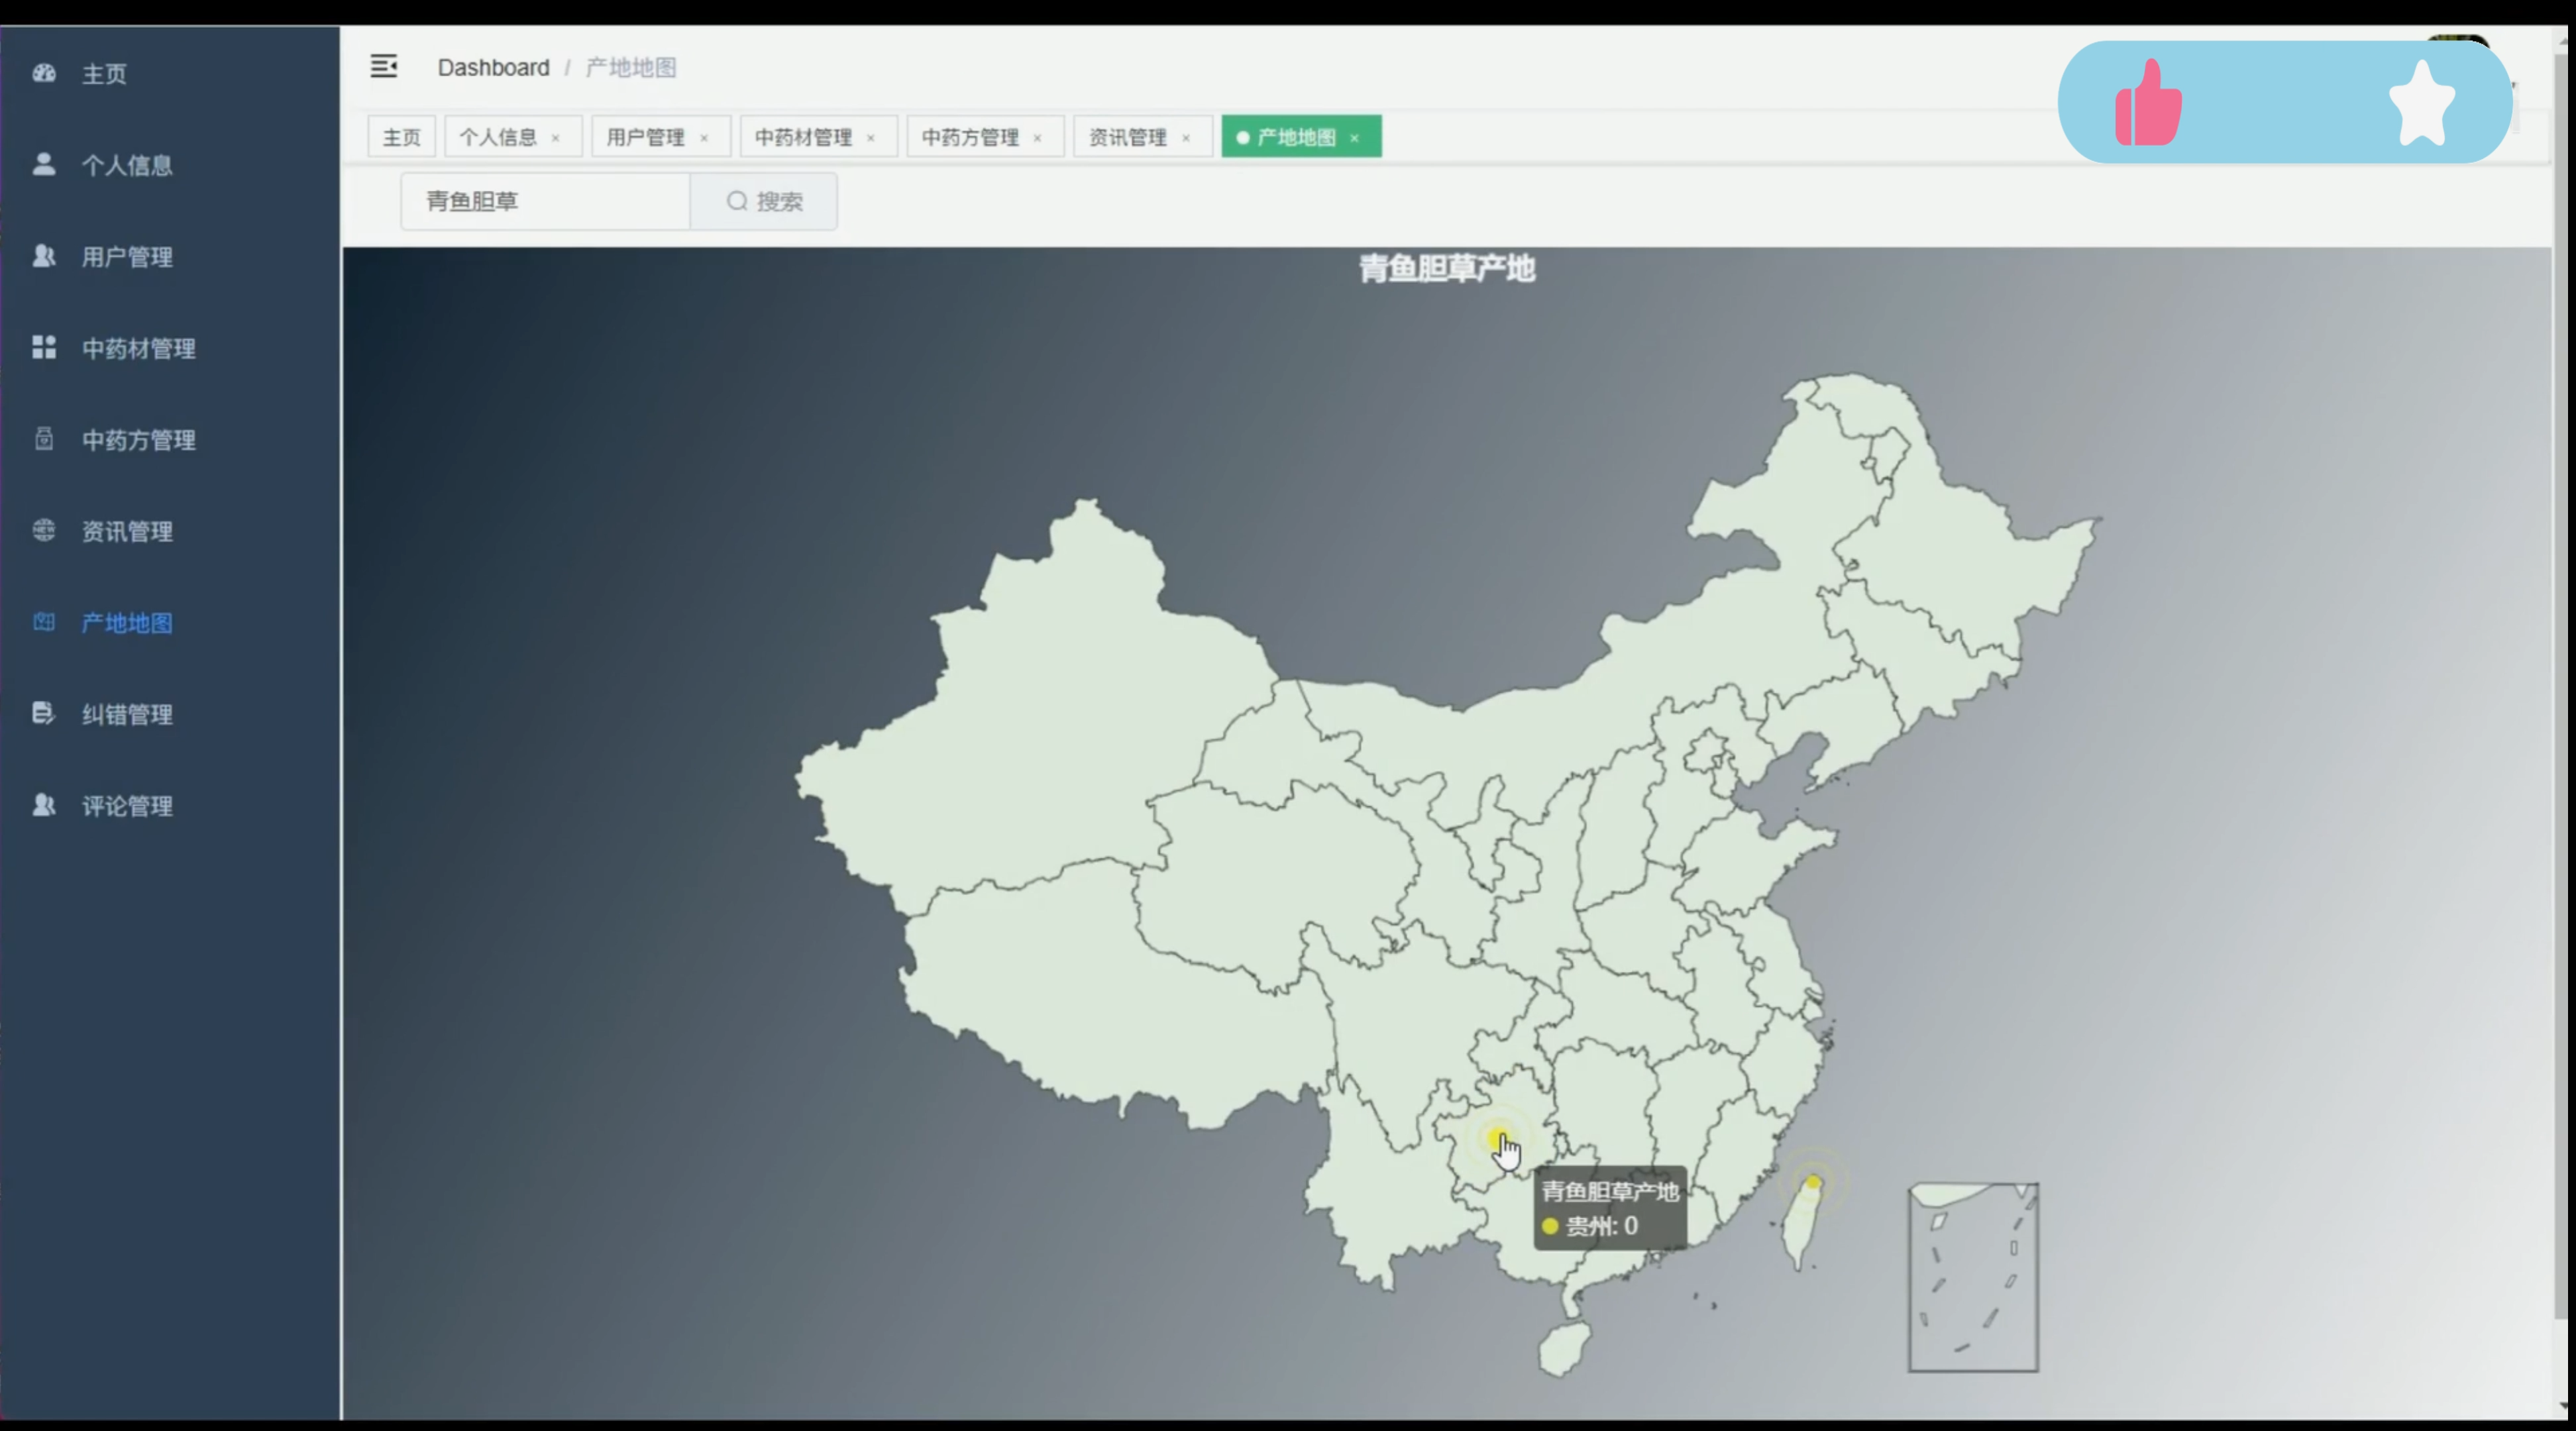 主页
个人信息
用户管理
中药材管理
中药方管理
资讯管理
产地地图
纠错管理
评论管理
Dashboard / 产地地图
主页 个人信息 × 用户管理 × 中药材管理 × 中药方管理 × 资讯管理 × 产地地图 ×
青鱼胆草 搜索
青鱼胆草产地
青鱼胆草产地
贵州: 0